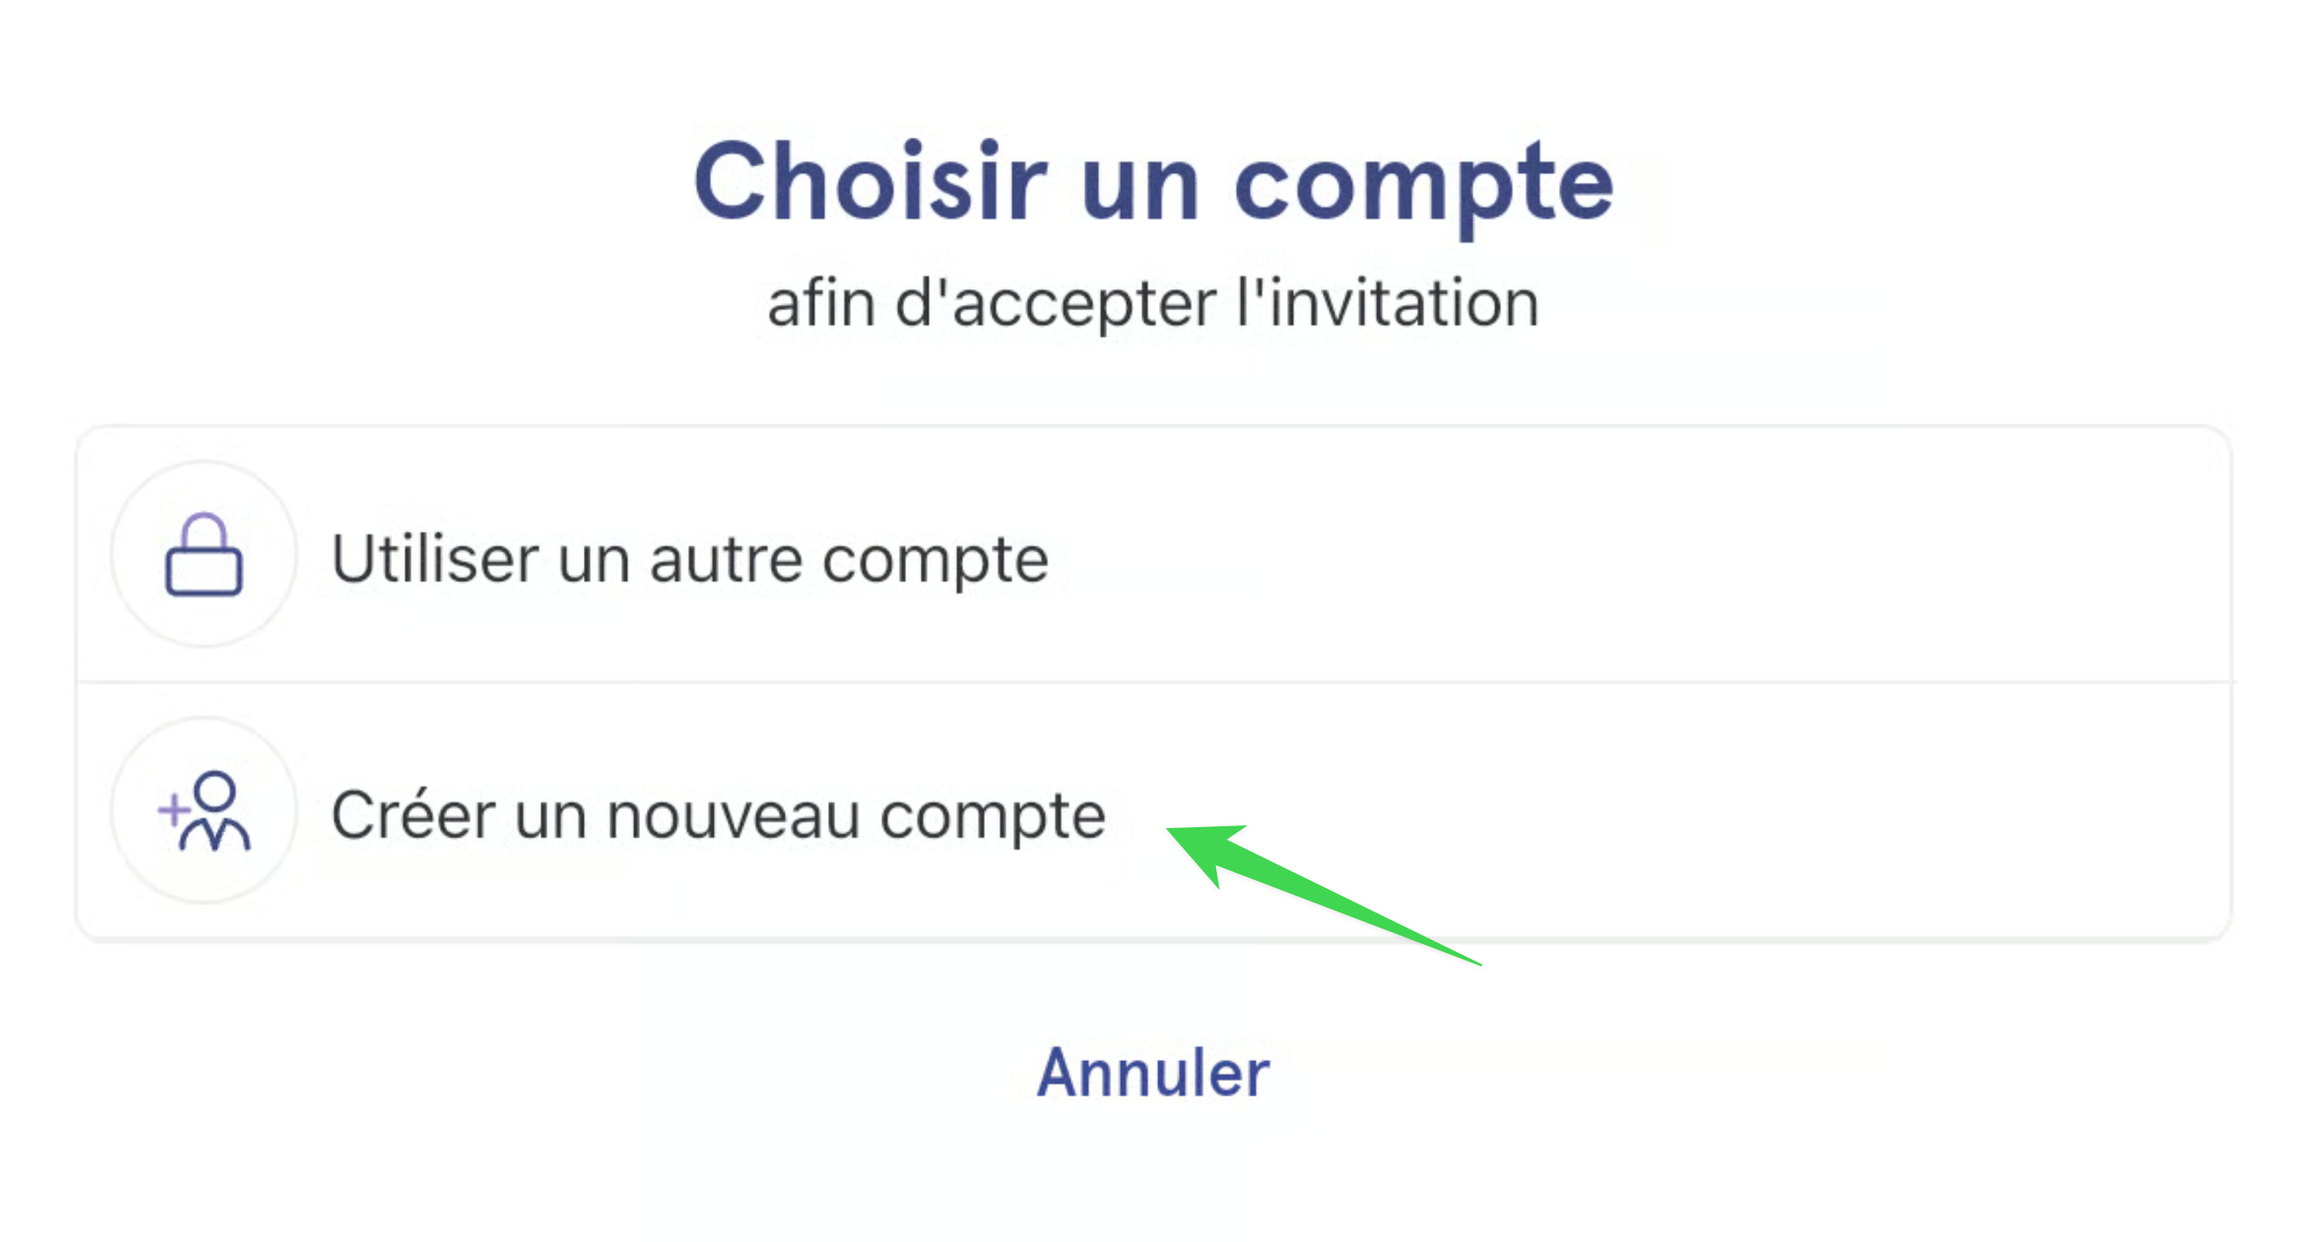 Choisir un compte
afin d'accepter l'invitation
Utiliser un autre compte
Créer un nouveau compte
Annuler